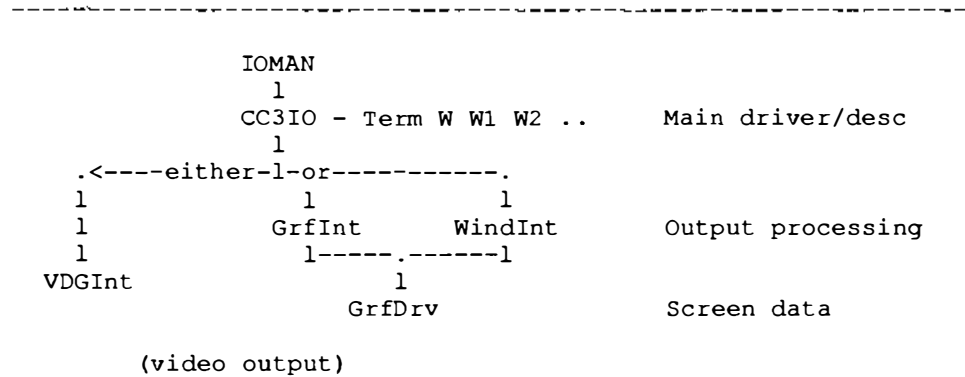 IOMAN
l
CC3IO - Term W W1 W2 .. Main driver/desc
l
.<----either-l-or------------.
l l l
l GrfInt WindInt Output processing
l l-----.------l
VDGInt l
GrfDrv Screen data
(video output)